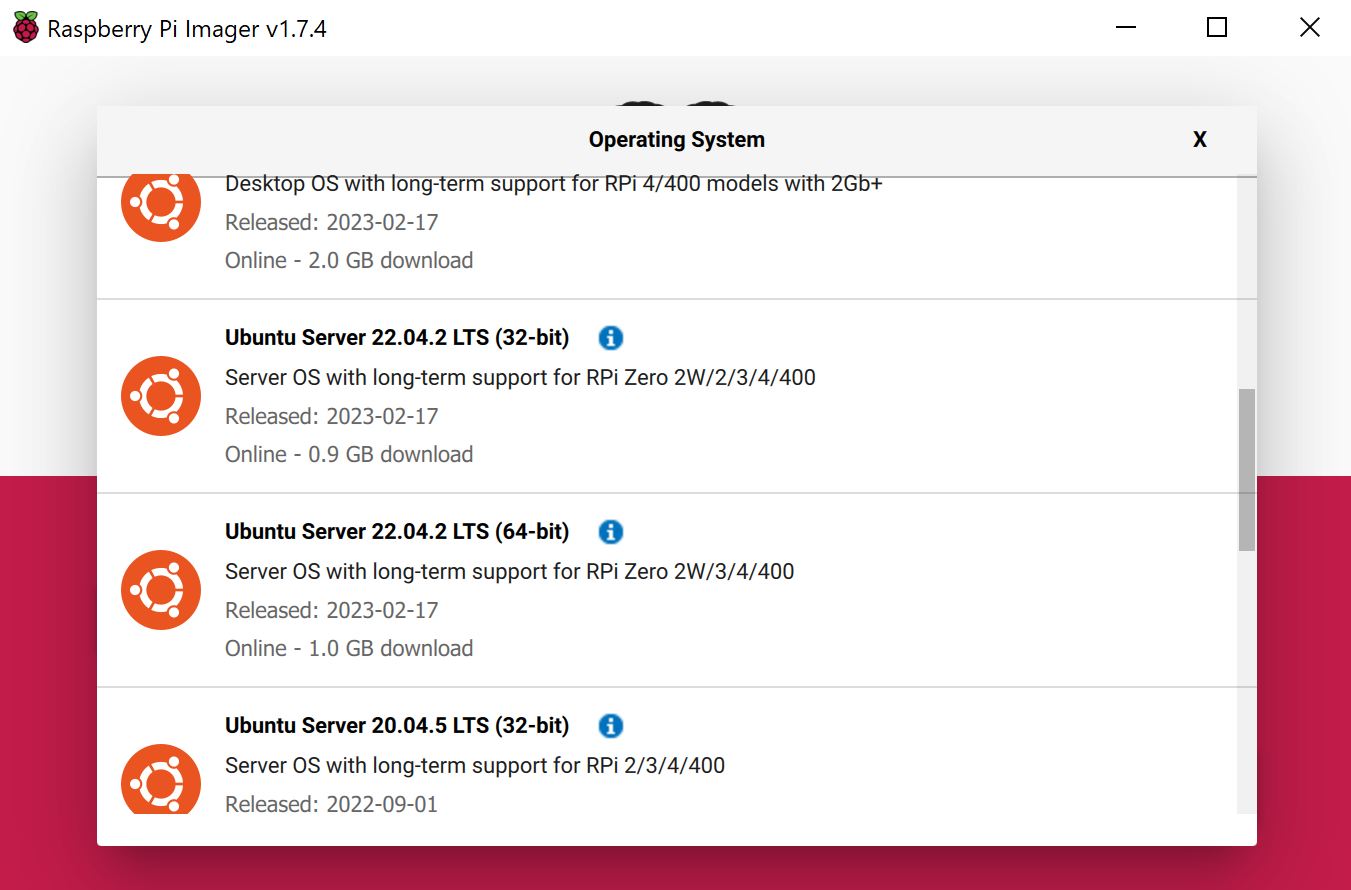 Raspberry Pi Imager v1.7.4
Operating System
X
Desktop OS with long-term support for RPi 4/400 models with 2Gb+
Released: 2023-02-17
Online - 2.0 GB download
Ubuntu Server 22.04.2 LTS (32-bit)
Server OS with long-term support for RPi Zero 2W/2/3/4/400
Released: 2023-02-17
Online - 0.9 GB download
Ubuntu Server 22.04.2 LTS (64-bit)
Server OS with long-term support for RPi Zero 2W/3/4/400
Released: 2023-02-17
Online - 1.0 GB download
Ubuntu Server 20.04.5 LTS (32-bit)
Server OS with long-term support for RPi 2/3/4/400
Released: 2022-09-01